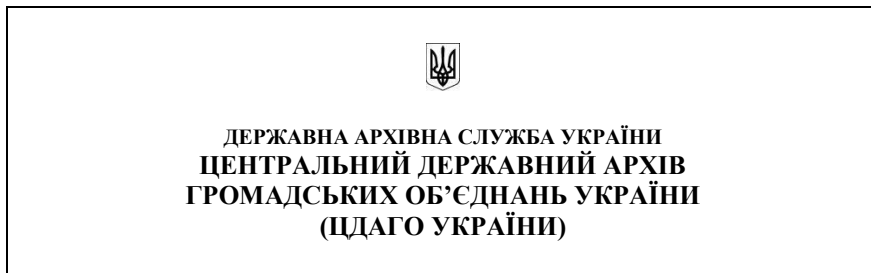 ДЕРЖАВНА АРХІВНА СЛУЖБА УКРАЇНИ
ЦЕНТРАЛЬНИЙ ДЕРЖАВНИЙ АРХІВ
ГРОМАДСЬКИХ ОБ’ЄДНАНЬ УКРАЇНИ
(ЦДАГО УКРАЇНИ)